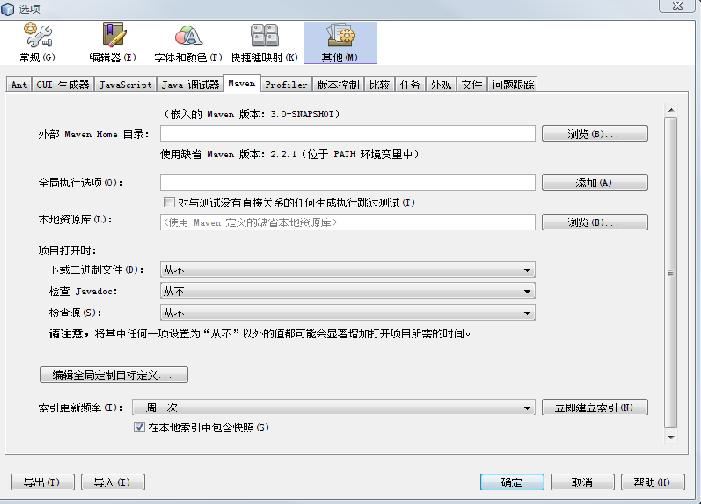 选项
常规(G) 编辑器(E) 字体和颜色(F) 快捷键映射(K) 其他(M)
Ant GUI 生成器 JavaScript Java 调试器 Maven Profiler 版本控制 比较 任务 外观 文件 问题跟踪
(嵌入的 Maven 版本: 3.0-SNAPSHOT)
外部 Maven Home 目录: 浏览(B)...
使用缺省 Maven 版本: 2.2.1 (位于 PATH 环境变量中)
全局执行选项(O): 添加(A)
对与测试没有直接关系的任何生成执行跳过测试(T)
本地资源库(L): <使用 Maven 定义的缺省本地资源库> 浏览(B)...
项目打开时:
下载二进制文件(D): 从不
检查 Javadoc: 从不
检查源(S): 从不
请注意，将其中任何一项设置为“从不”以外的值都可能会显著增加打开项目所需的时间。
编辑全局定制目标定义...
索引更新频率(I): 一周一次 立即建立索引(N)
在本地索引中包含快照(S)
导出(T) 导入(I) 确定 取消 帮助(H)